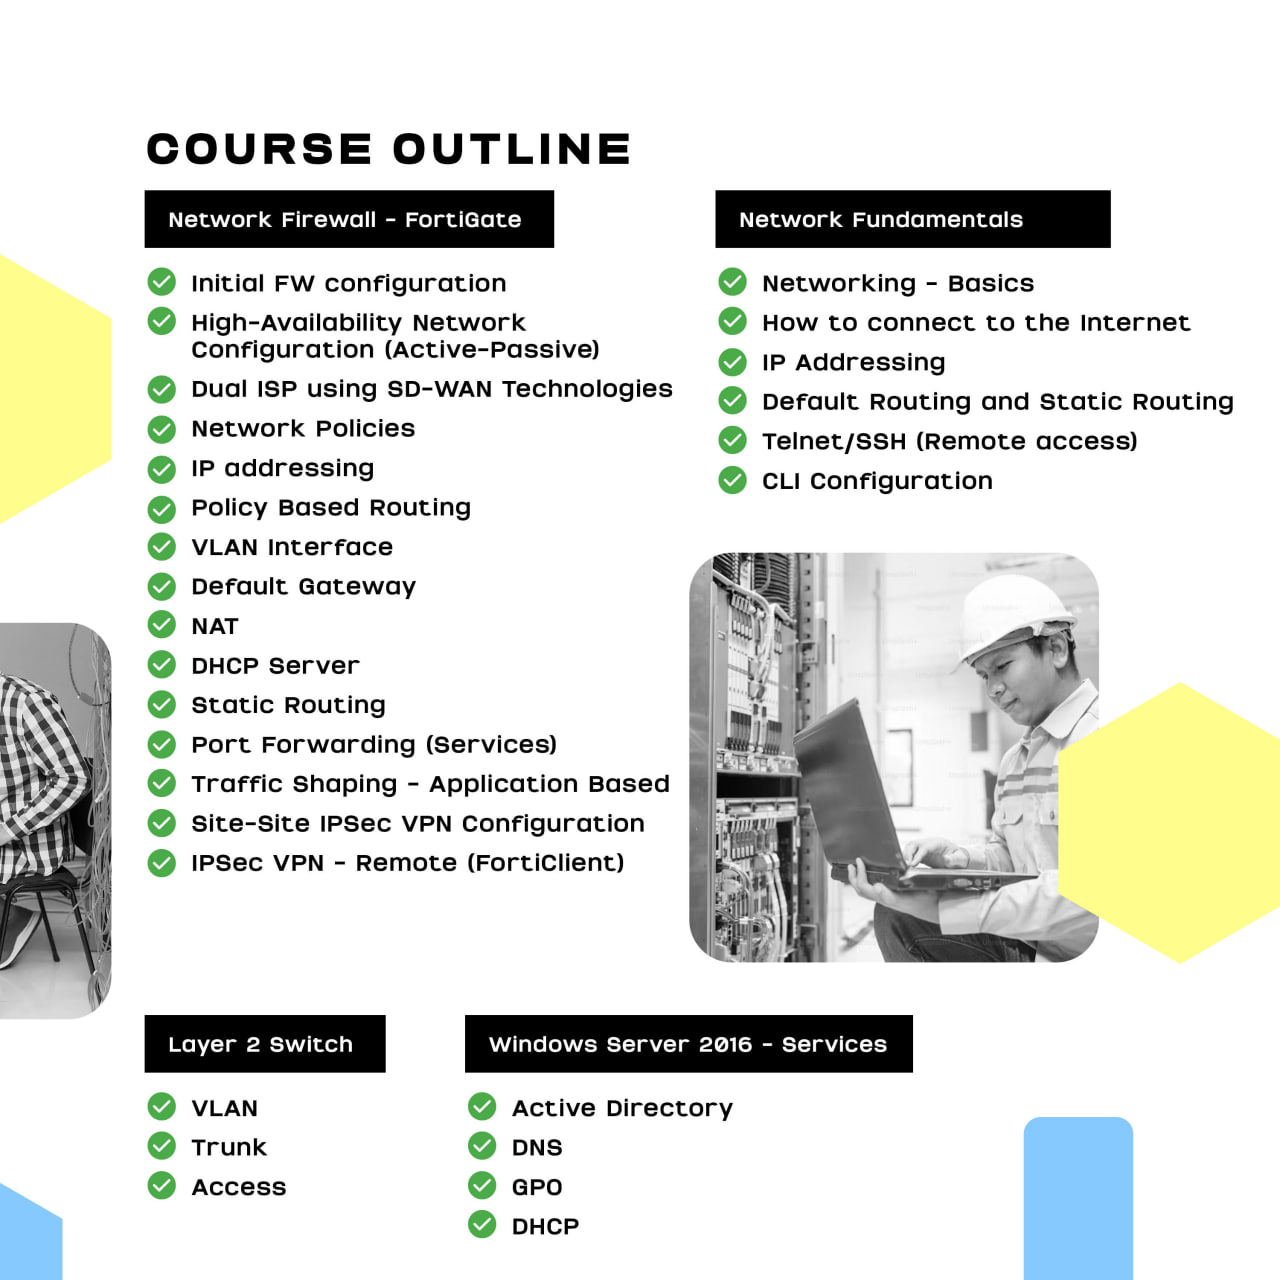 COURSE OUTLINE
Network Firewall - FortiGate
Initial FW configuration
High-Availability Network
Configuration (Active-Passive)
Dual ISP using SD-WAN Technologies
Network Policies
IP addressing
Policy Based Routing
VLAN Interface
Default Gateway
NAT
DHCP Server
Static Routing
Port Forwarding (Services)
Traffic Shaping - Application Based
Site-Site IPSec VPN Configuration
IPSec VPN - Remote (FortiClient)
Network Fundamentals
Networking - Basics
How to connect to the Internet
IP Addressing
Default Routing and Static Routing
Telnet/SSH (Remote access)
CLI Configuration
Layer 2 Switch
VLAN
Trunk
Access
Windows Server 2016 - Services
Active Directory
DNS
GPO
DHCP